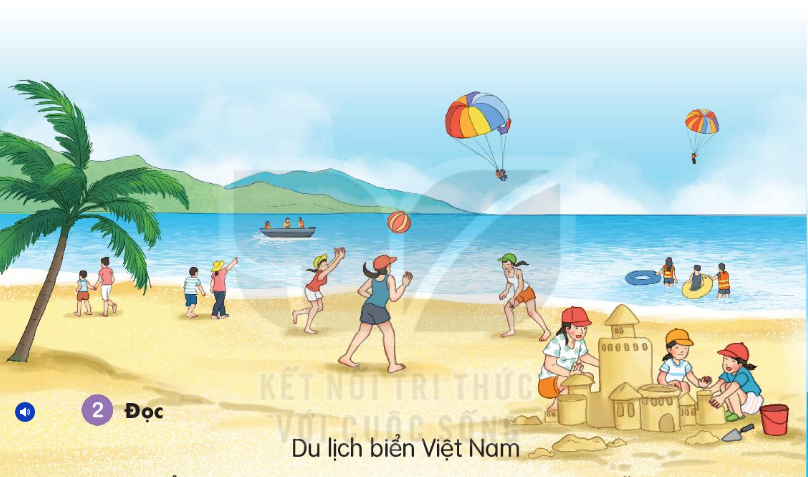 KẾT NỐI TRI THỨC
VỚI CUỘC SỐNG
2 Đọc
Du lịch biển Việt Nam